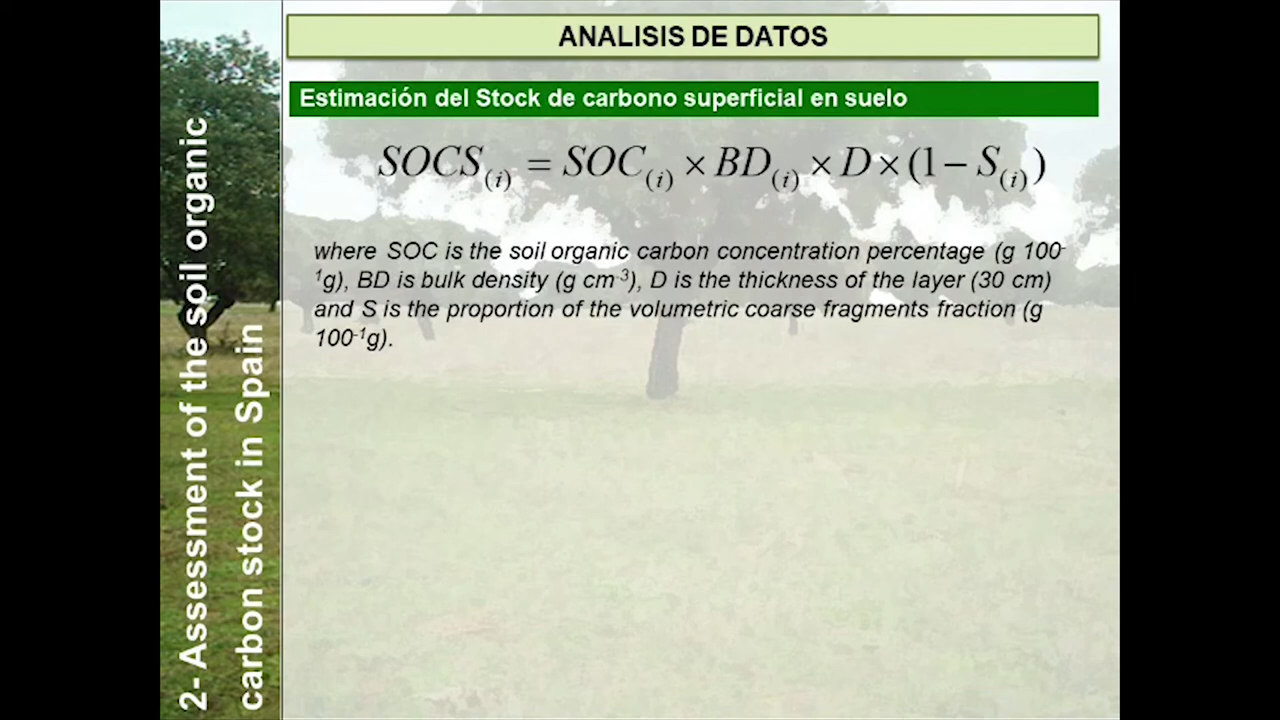 ANALISIS DE DATOS
Estimación del Stock de carbono superficial en suelo
SOCS(i) = SOC(i) × BD(i) × D × (1 − S(i))
where SOC is the soil organic carbon concentration percentage (g 100-
1g), BD is bulk density (g cm-3), D is the thickness of the layer (30 cm)
and S is the proportion of the volumetric coarse fragments fraction (g
100-1g).
2- Assessment of the soil organic
carbon stock in Spain